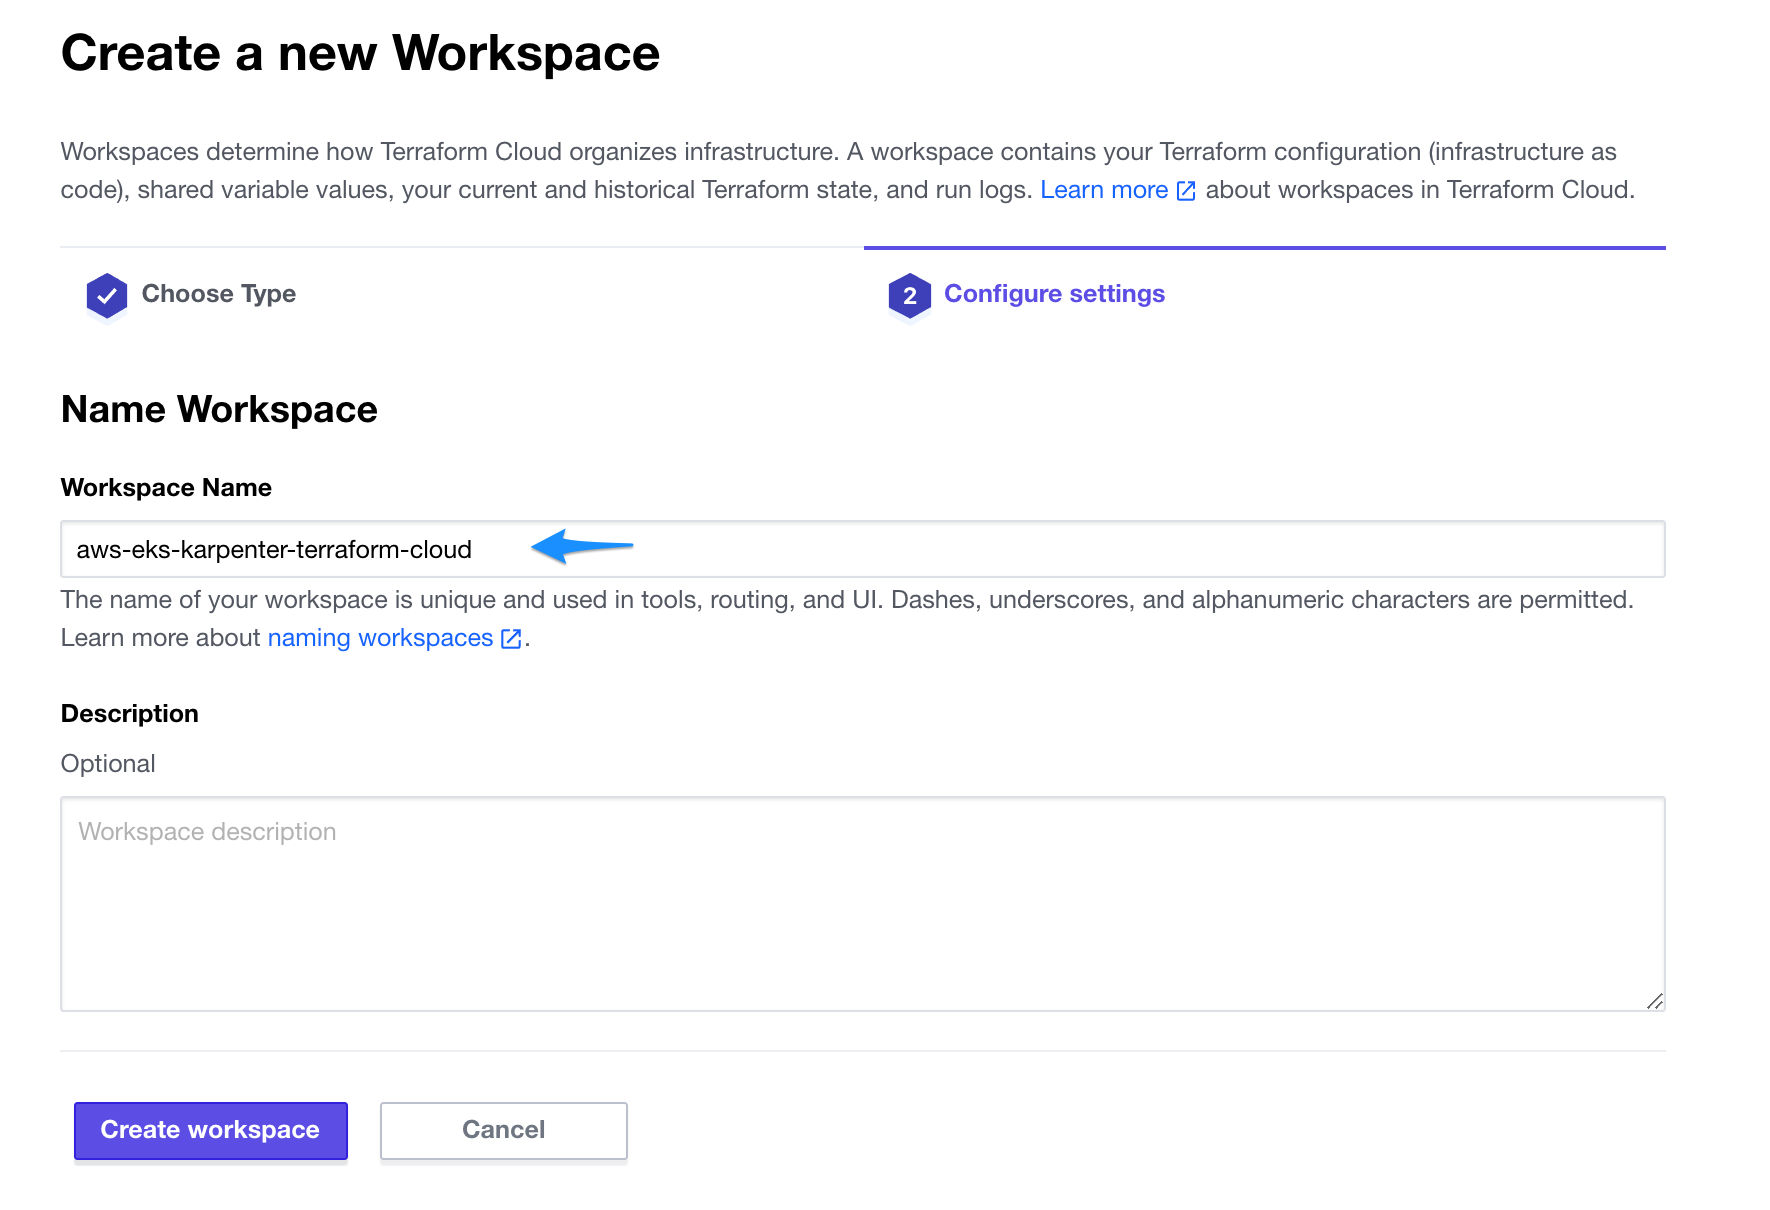 Create a new Workspace
Workspaces determine how Terraform Cloud organizes infrastructure. A workspace contains your Terraform configuration (infrastructure as
code), shared variable values, your current and historical Terraform state, and run logs. Learn more about workspaces in Terraform Cloud.
Choose Type
2 Configure settings
Name Workspace
Workspace Name
aws-eks-karpenter-terraform-cloud
The name of your workspace is unique and used in tools, routing, and UI. Dashes, underscores, and alphanumeric characters are permitted.
Learn more about naming workspaces.
Description
Optional
Workspace description
Create workspace
Cancel